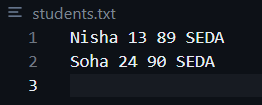 students.txt
1 Nisha 13 89 SEDA
2 Soha 24 90 SEDA
3